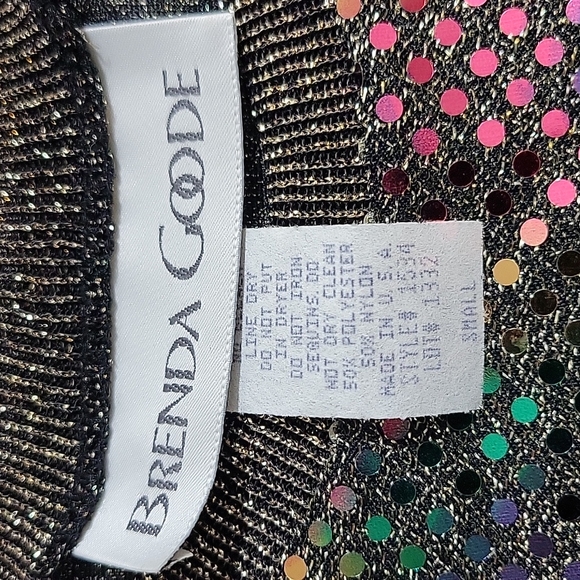 BRENDA GOODE
LINE DRY
DO NOT PUT
IN DRYER
DO NOT IRON
SEQINS.DO
NOT DRY CLEAN
50% POLYESTER
50% NYLON
MADE IN U.S.A.
STYLE# 1534
LOT# 1332
SMALL